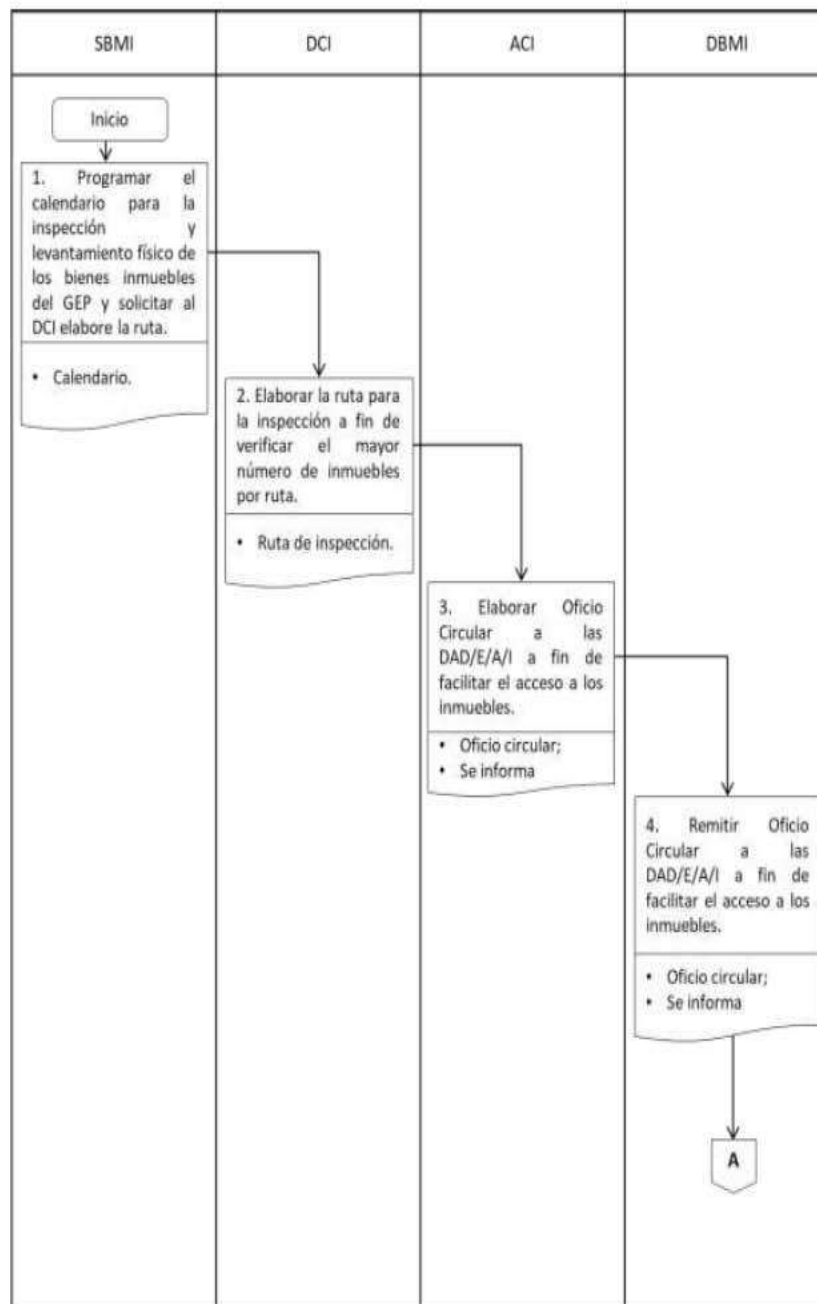 SBMI
DCI
ACI
DBMI
Inicio
1. Programar el
calendario para la
inspección y
levantamiento físico de
los bienes inmuebles
del GEP y solicitar al
DCI elabore la ruta.
• Calendario.
2. Elaborar la ruta para
la inspección a fin de
verificar el mayor
número de inmuebles
por ruta.
• Ruta de inspección.
3. Elaborar Oficio
Circular a las
DAD/E/A/I a fin de
facilitar el acceso a los
inmuebles.
• Oficio circular;
• Se informa
4. Remitir Oficio
Circular a las
DAD/E/A/I a fin de
facilitar el acceso a los
inmuebles.
• Oficio circular;
• Se informa
A